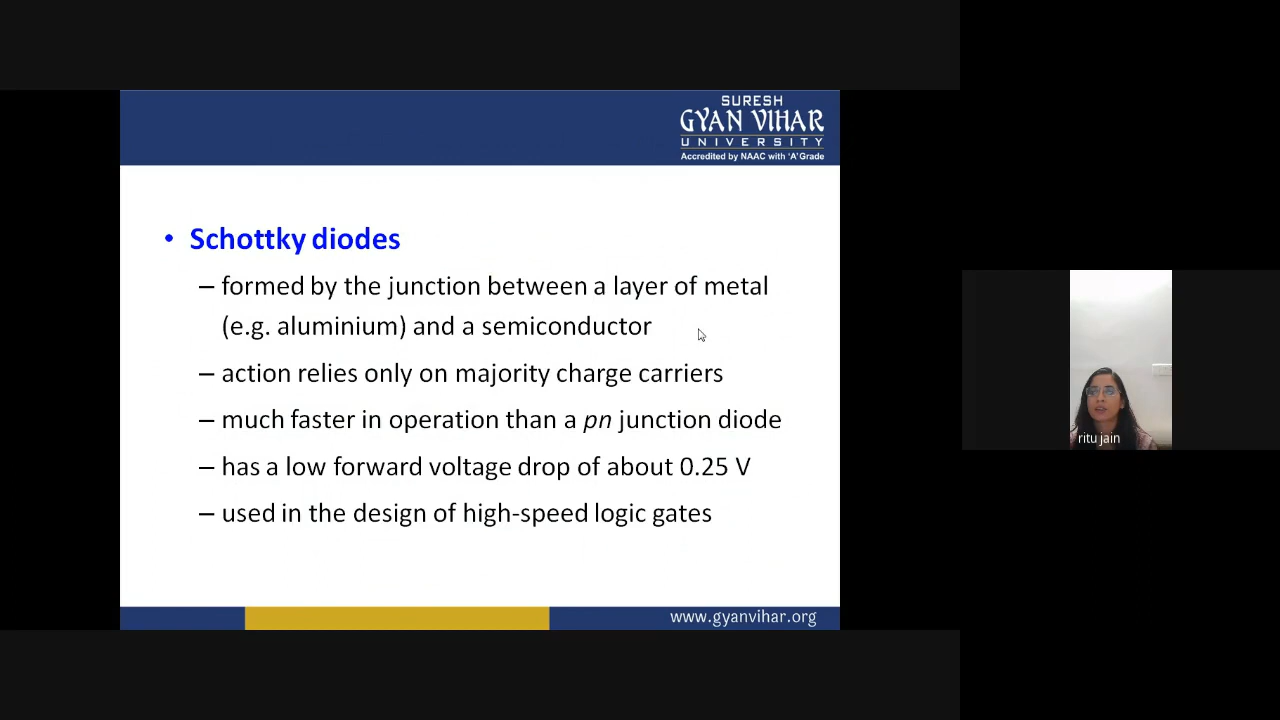 SURESH
GYAN VIHAR
UNIVERSITY
Accredited by NAAC with 'A' Grade
• Schottky diodes
– formed by the junction between a layer of metal
(e.g. aluminium) and a semiconductor
– action relies only on majority charge carriers
– much faster in operation than a pn junction diode
– has a low forward voltage drop of about 0.25 V
– used in the design of high-speed logic gates
www.gyanvihar.org
ritu jain